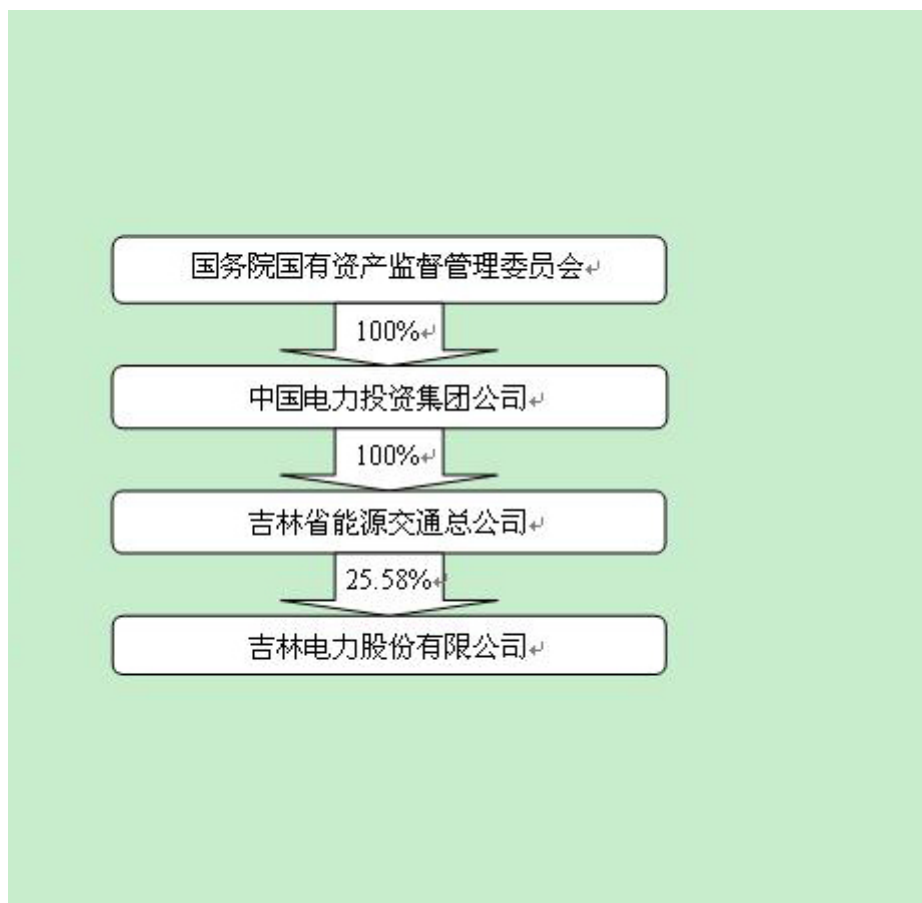 国务院国有资产监督管理委员会
100%
中国电力投资集团公司
100%
吉林省能源交通总公司
25.58%
吉林电力股份有限公司